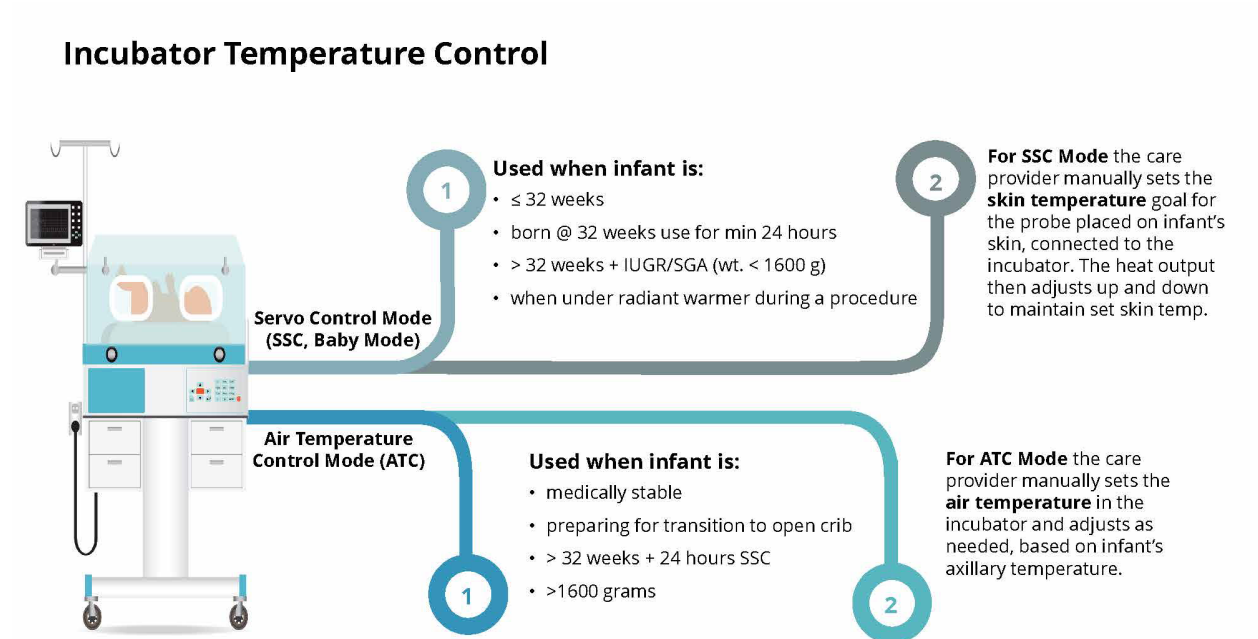 Incubator Temperature Control
1
Used when infant is:
• ≤ 32 weeks
• born @ 32 weeks use for min 24 hours
• > 32 weeks + IUGR/SGA (wt. < 1600 g)
• when under radiant warmer during a procedure
2
For SSC Mode the care
provider manually sets the
skin temperature goal for
the probe placed on infant’s
skin, connected to the
incubator. The heat output
then adjusts up and down
to maintain set skin temp.
Servo Control Mode
(SSC, Baby Mode)
Air Temperature
Control Mode (ATC)
1
Used when infant is:
• medically stable
• preparing for transition to open crib
• > 32 weeks + 24 hours SSC
• >1600 grams
2
For ATC Mode the care
provider manually sets the
air temperature in the
incubator and adjusts as
needed, based on infant’s
axillary temperature.